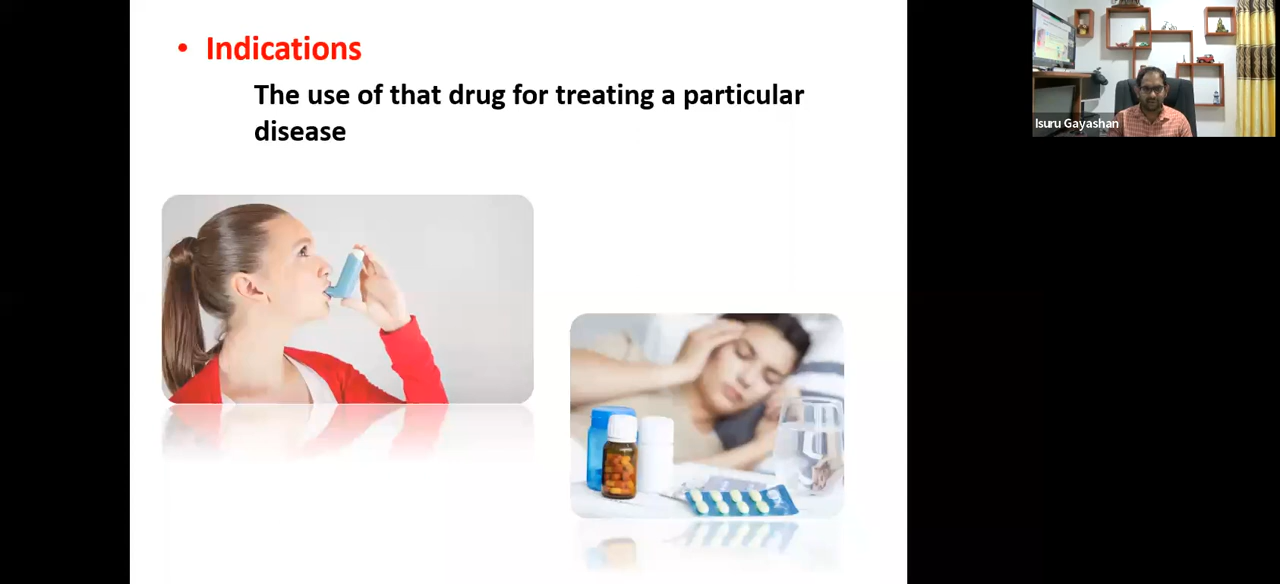 • Indications
The use of that drug for treating a particular
disease
Isuru Gayashan